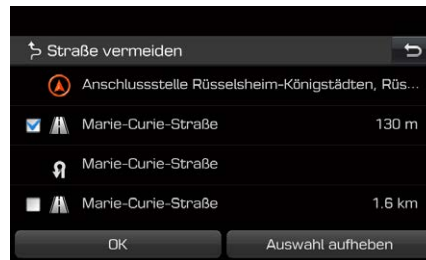 Straße vermeiden
Anschlussstelle Rüsselsheim-Königstädten, Rüs...
Marie-Curie-Straße 130 m
Marie-Curie-Straße
Marie-Curie-Straße 1.6 km
OK Auswahl aufheben